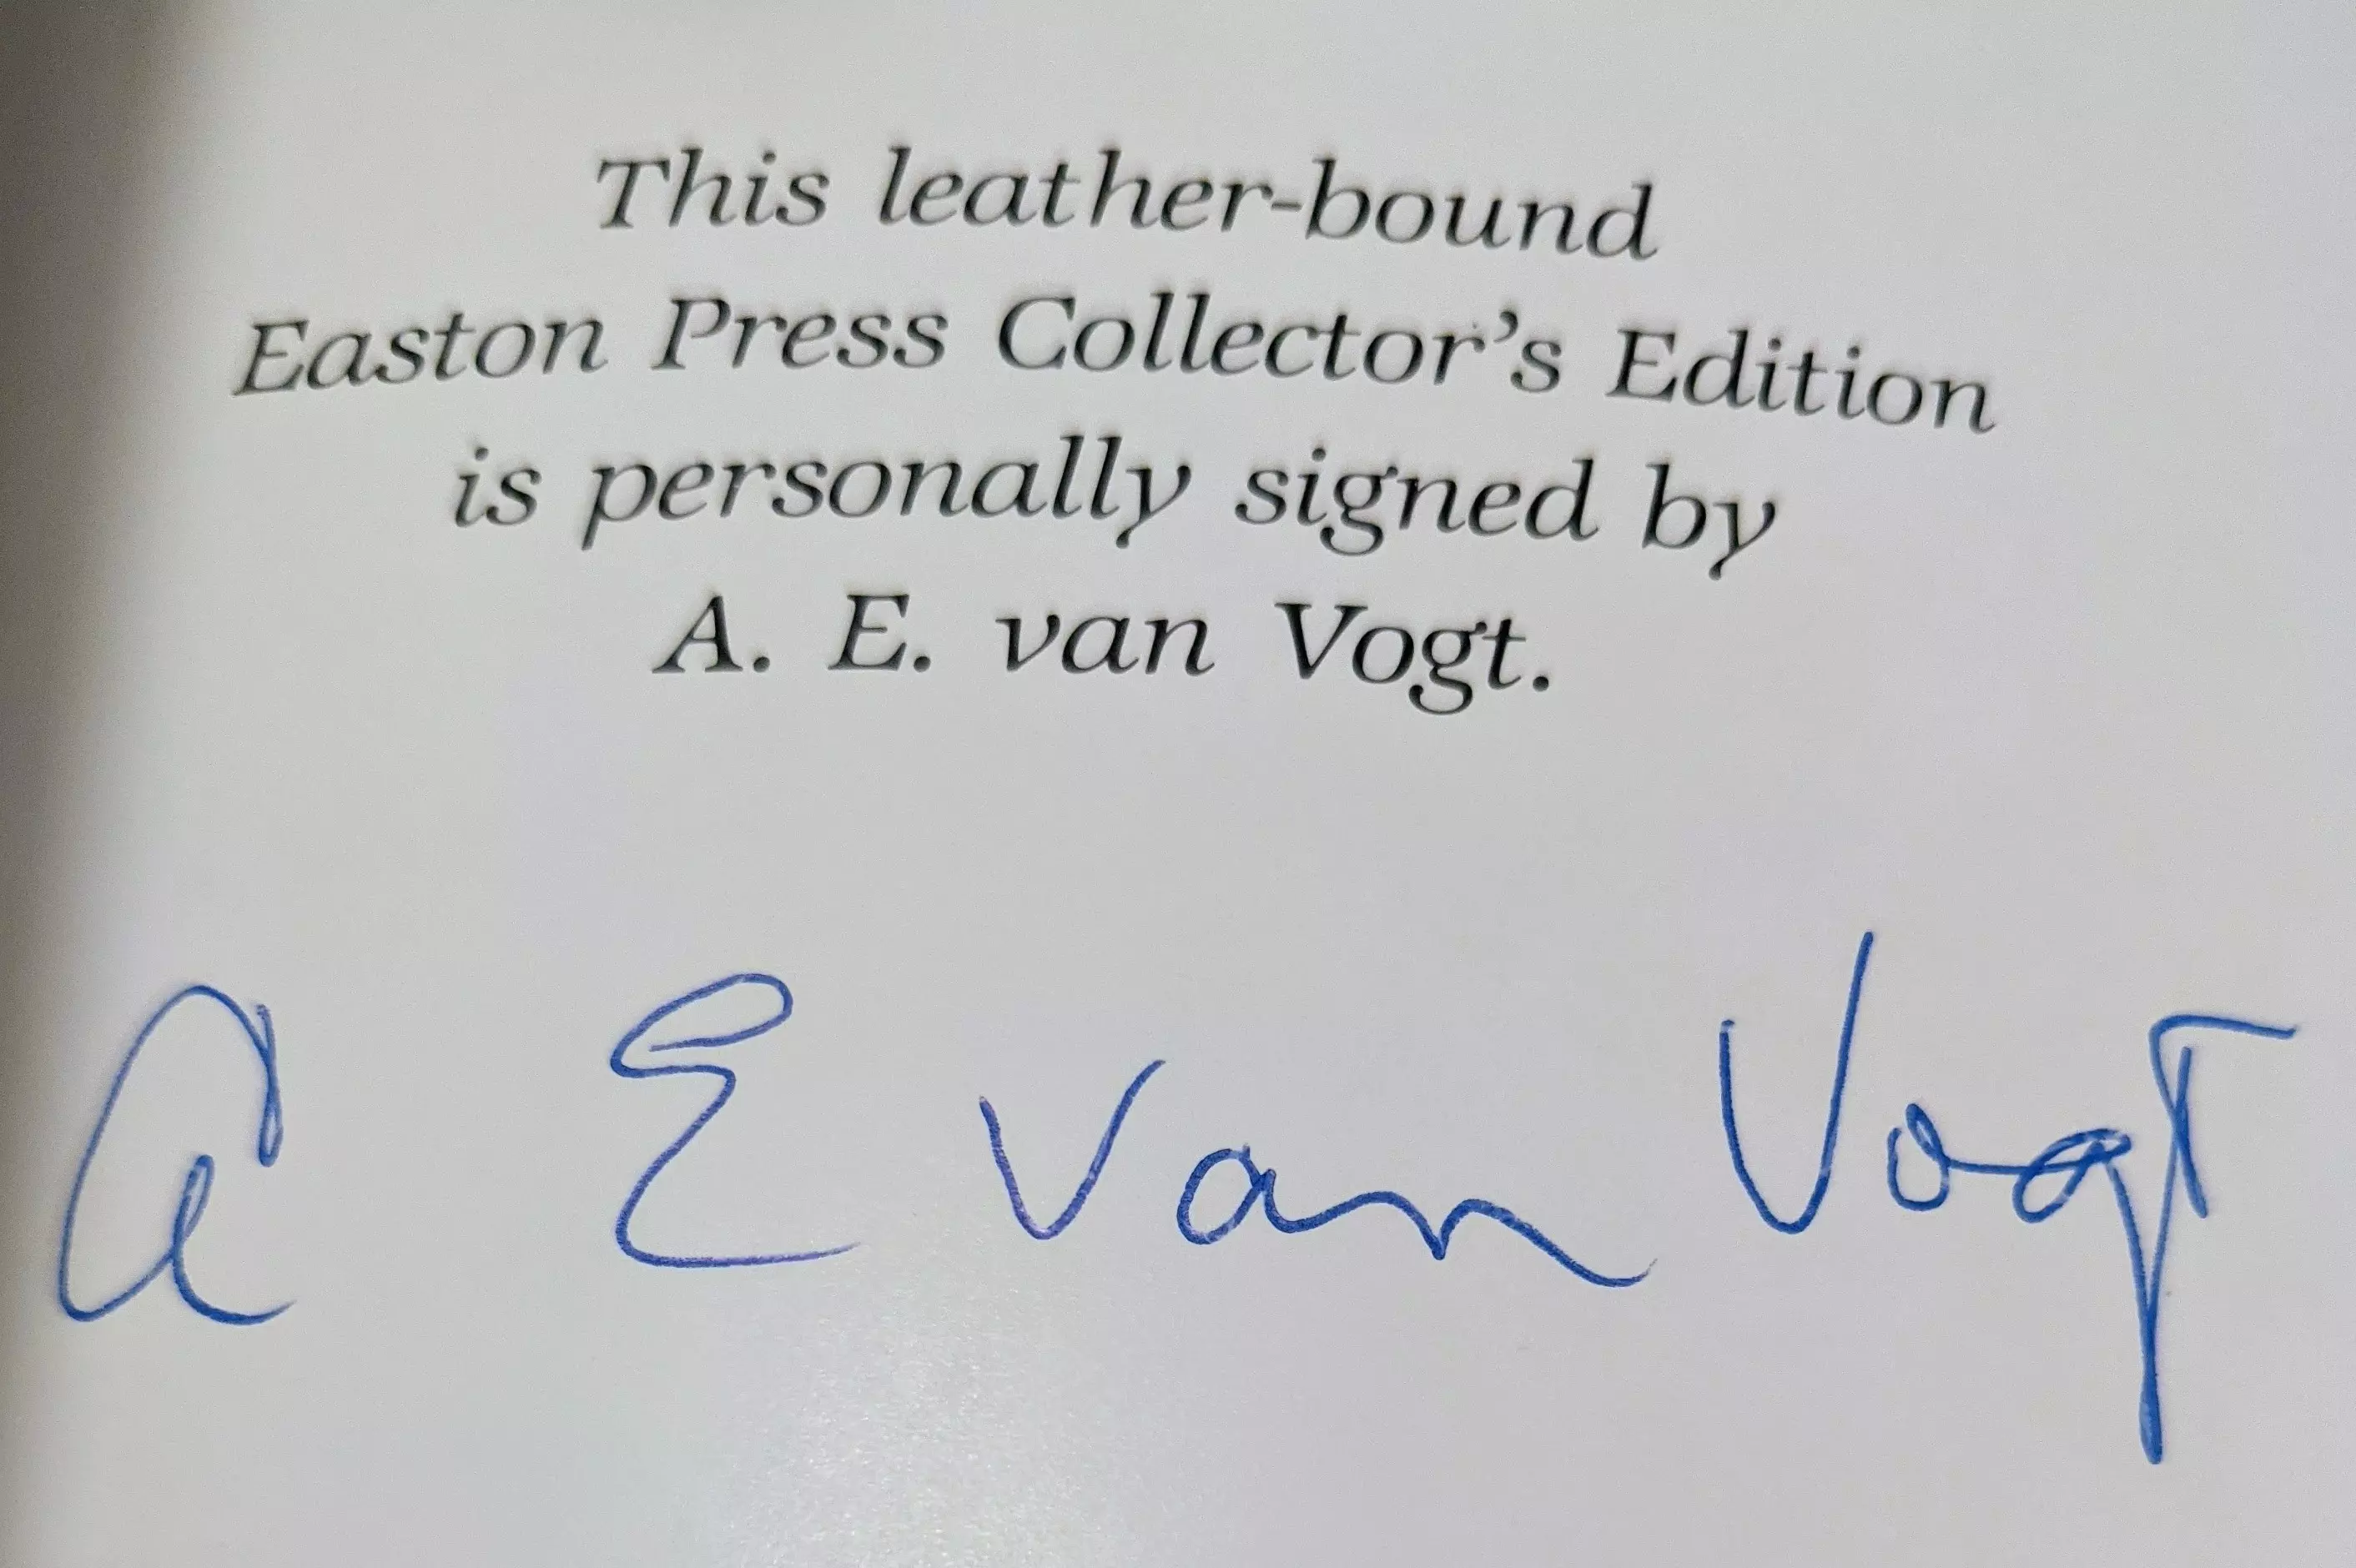 This leather-bound
Easton Press Collector's Edition
is personally signed by
A. E. van Vogt.
A E van Vogt